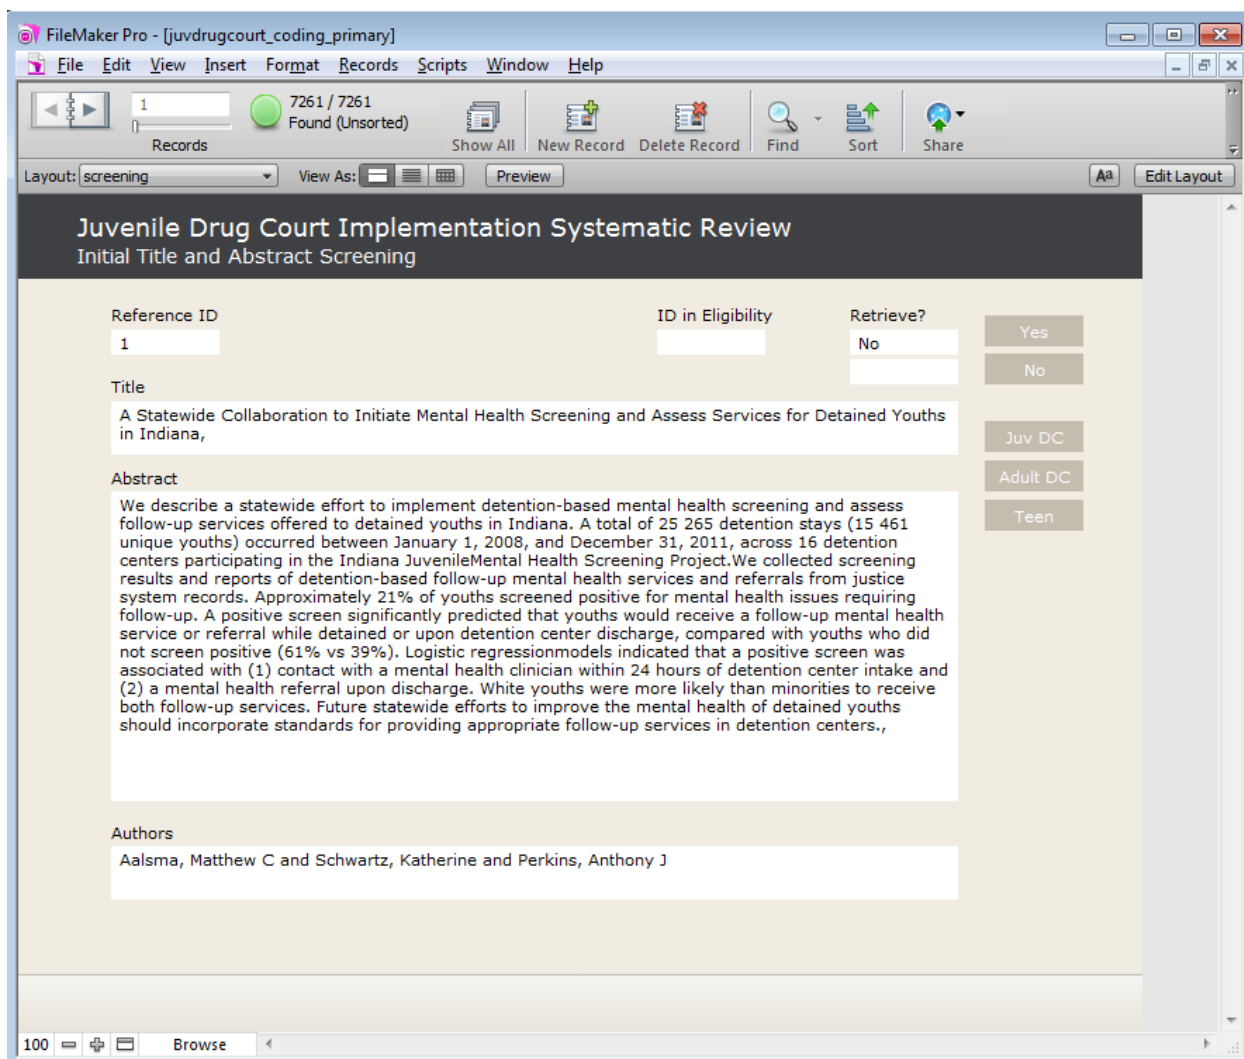 FileMaker Pro - [juvdrugcourt_coding_primary]
File Edit View Insert Format Records Scripts Window Help
1
7261 / 7261
Found (Unsorted)
Records
Show All New Record Delete Record Find Sort Share
Layout: screening View As: Preview Aa Edit Layout
Juvenile Drug Court Implementation Systematic Review
Initial Title and Abstract Screening
Reference ID ID in Eligibility Retrieve?
1 No
Yes
No
Title
A Statewide Collaboration to Initiate Mental Health Screening and Assess Services for Detained Youths
in Indiana,
Juv DC
Adult DC
Teen
Abstract
We describe a statewide effort to implement detention-based mental health screening and assess
follow-up services offered to detained youths in Indiana. A total of 25 265 detention stays (15 461
unique youths) occurred between January 1, 2008, and December 31, 2011, across 16 detention
centers participating in the Indiana JuvenileMental Health Screening Project.We collected screening
results and reports of detention-based follow-up mental health services and referrals from justice
system records. Approximately 21% of youths screened positive for mental health issues requiring
follow-up. A positive screen significantly predicted that youths would receive a follow-up mental health
service or referral while detained or upon detention center discharge, compared with youths who did
not screen positive (61% vs 39%). Logistic regressionmodels indicated that a positive screen was
associated with (1) contact with a mental health clinician within 24 hours of detention center intake and
(2) a mental health referral upon discharge. White youths were more likely than minorities to receive
both follow-up services. Future statewide efforts to improve the mental health of detained youths
should incorporate standards for providing appropriate follow-up services in detention centers.,
Authors
Aalsma, Matthew C and Schwartz, Katherine and Perkins, Anthony J
100 Browse